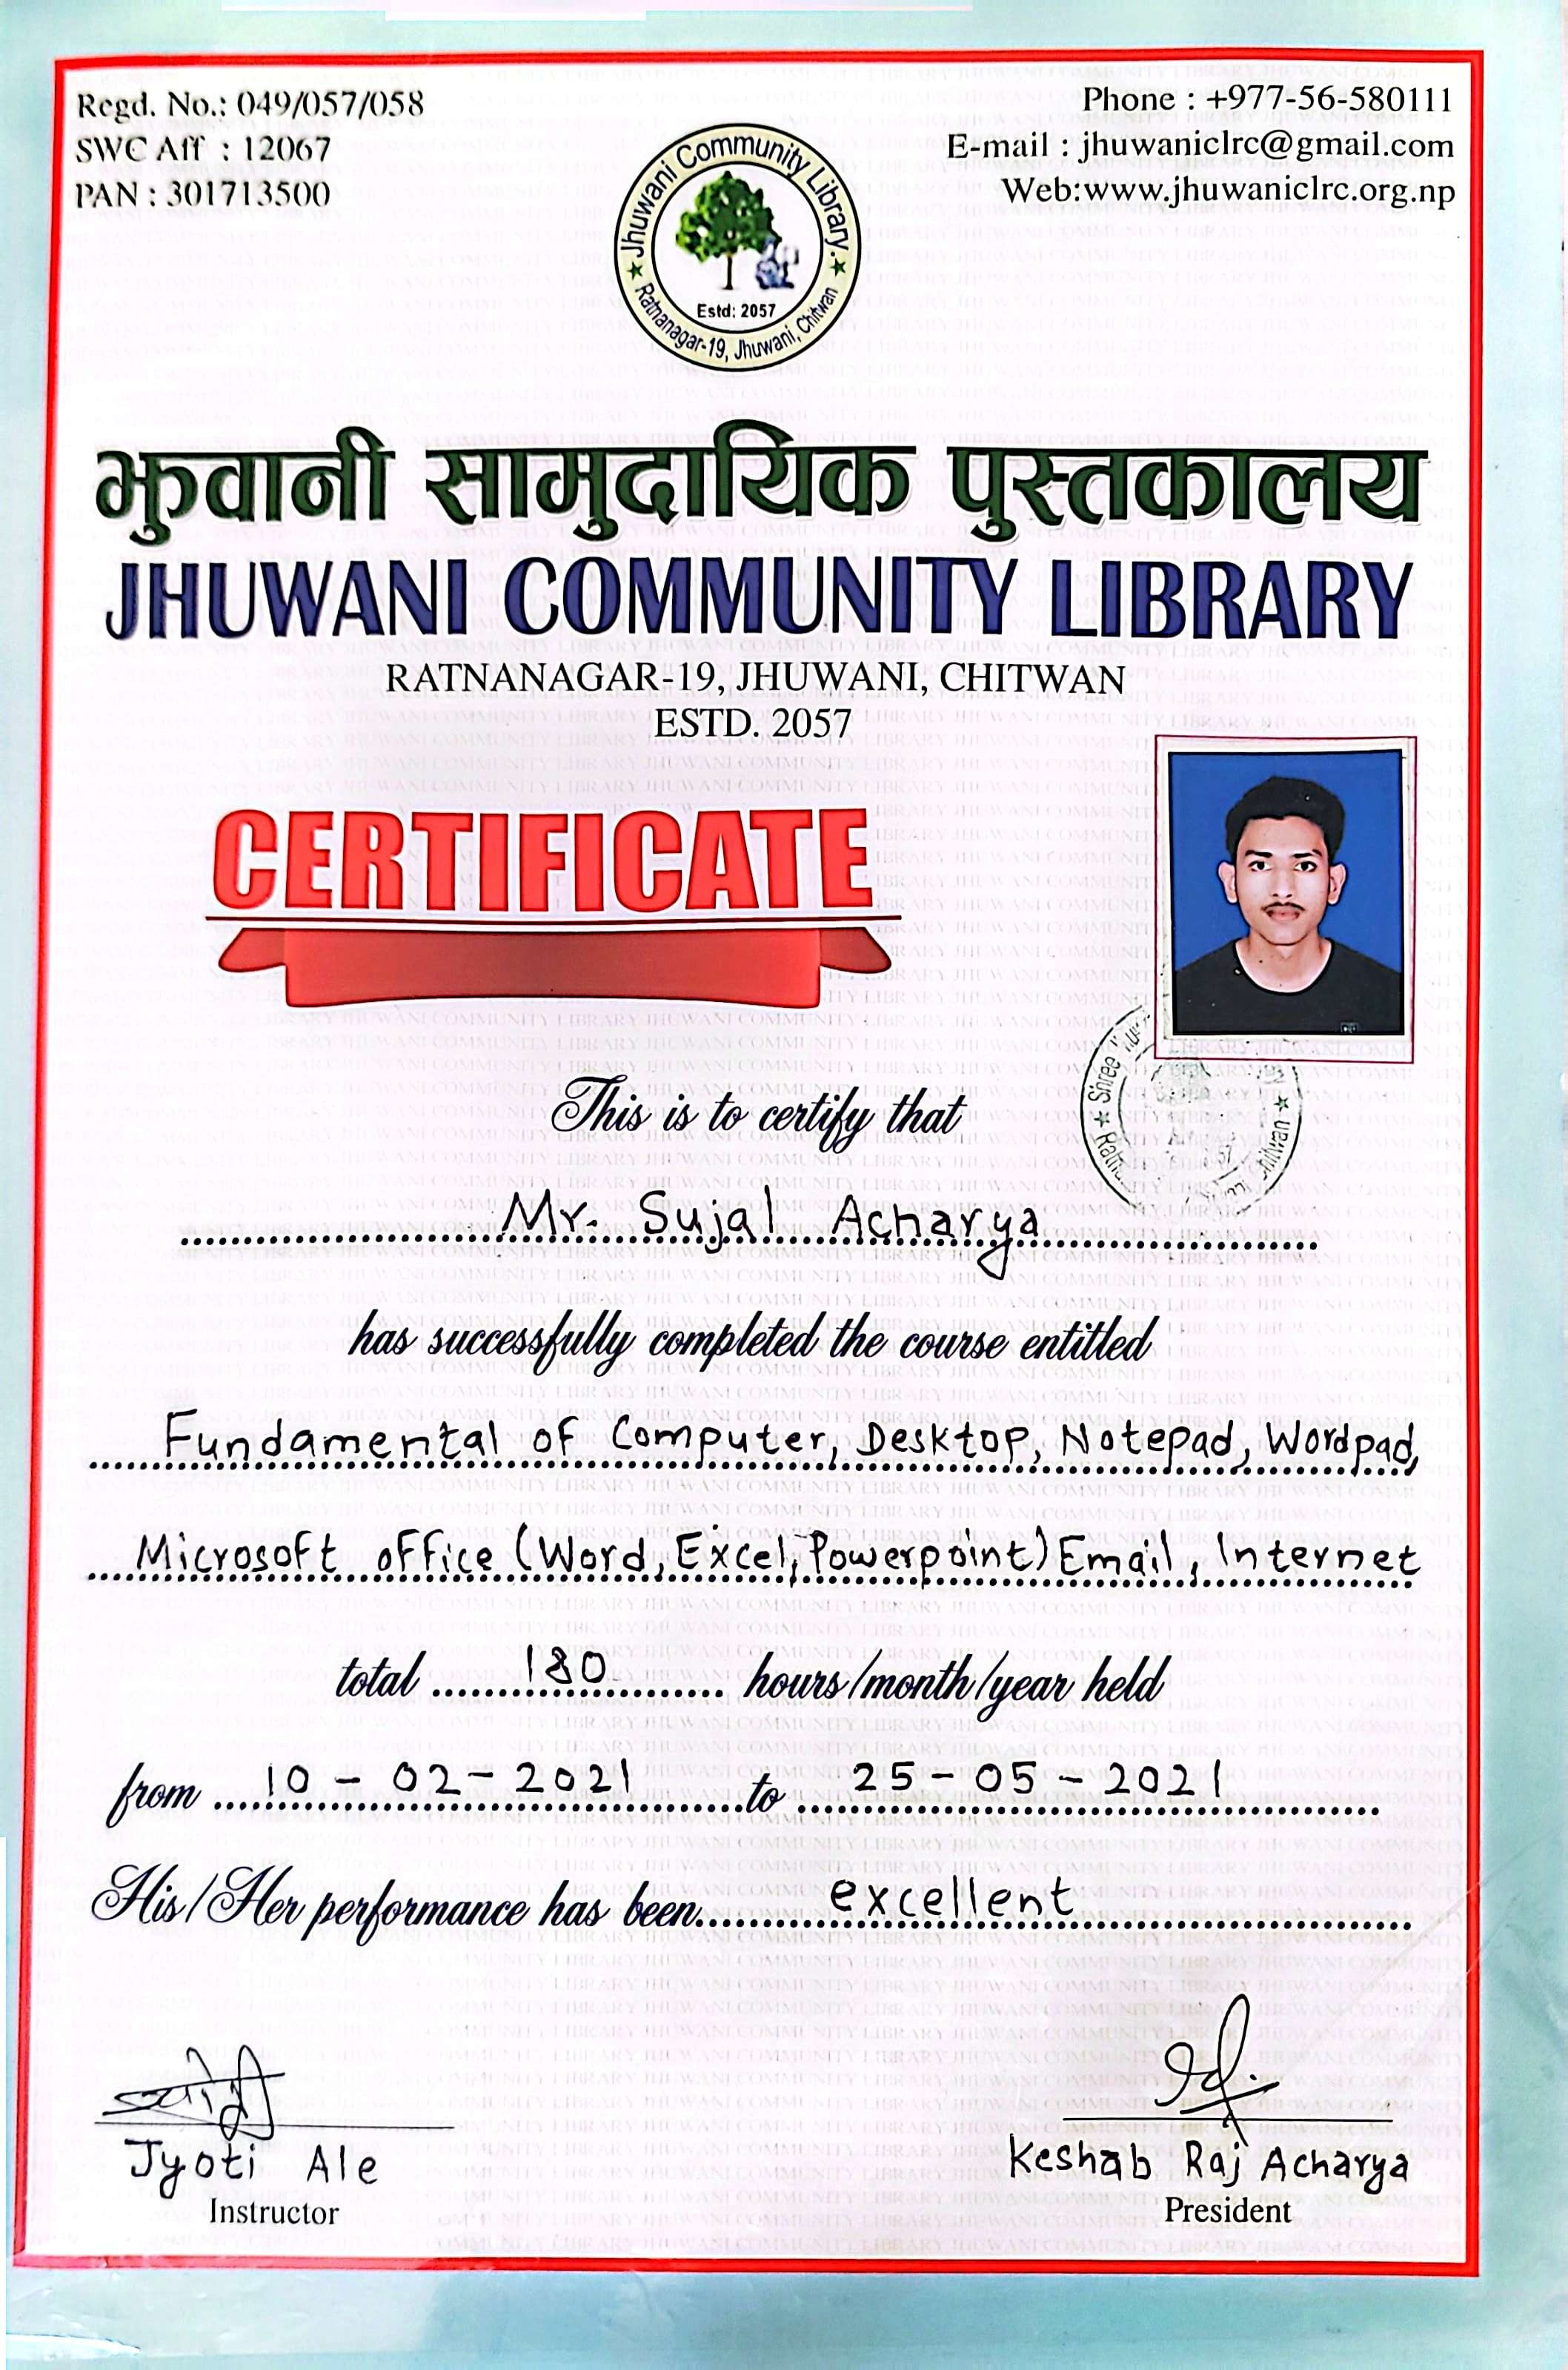 Regd. No.: 049/057/058
SWC Aff : 12067
PAN : 301713500
Phone : +977-56-580111
E-mail : jhuwaniclrc@gmail.com
Web:www.jhuwaniclrc.org.np
Jhuwani Community Library
Estd: 2057
Ratnanagar-19, Jhuwani, Chitwan
झुवानी सामुदायिक पुस्तकालय
JHUWANI COMMUNITY LIBRARY
RATNANAGAR-19, JHUWANI, CHITWAN
ESTD. 2057
CERTIFICATE
Shree
This is to certify that
Mr. Sujal Acharya
has successfully completed the course entitled
Fundamental of Computer, Desktop, Notepad, Wordpad,
Microsoft office (Word, Excel, Powerpoint) Email, Internet
total 180 hours/month/year held
from 10-02-2021 to 25-05-2021
His/Her performance has been excellent
Jyoti Ale
Keshab Raj Acharya
Instructor
President